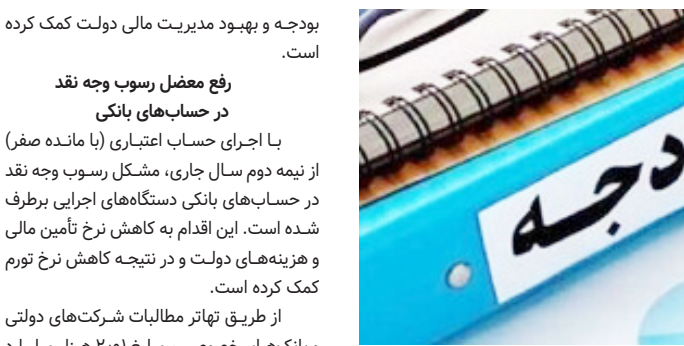 بودجـه و بهبـود مدیریـت مالی دولـت کمک کرده
است.
رفع معضل رسوب وجه نقد
در حساب‌های بانکی
بـا اجـرای حسـاب اعتبـاری (با مانـده صفر)
از نیمه دوم سـال جاری، مشـکل رسـوب وجه نقد
در حسـاب‌های بانکی دستگاه‌های اجرایی برطرف
شـده است. این اقدام به کاهش نرخ تأمین مالی
و هزینه‌هـای دولـت و در نتیجـه کاهش نرخ تورم
کمک کرده است.
از طریـق تهاتر مطالبات شـرکت‌های دولتی
دجـه